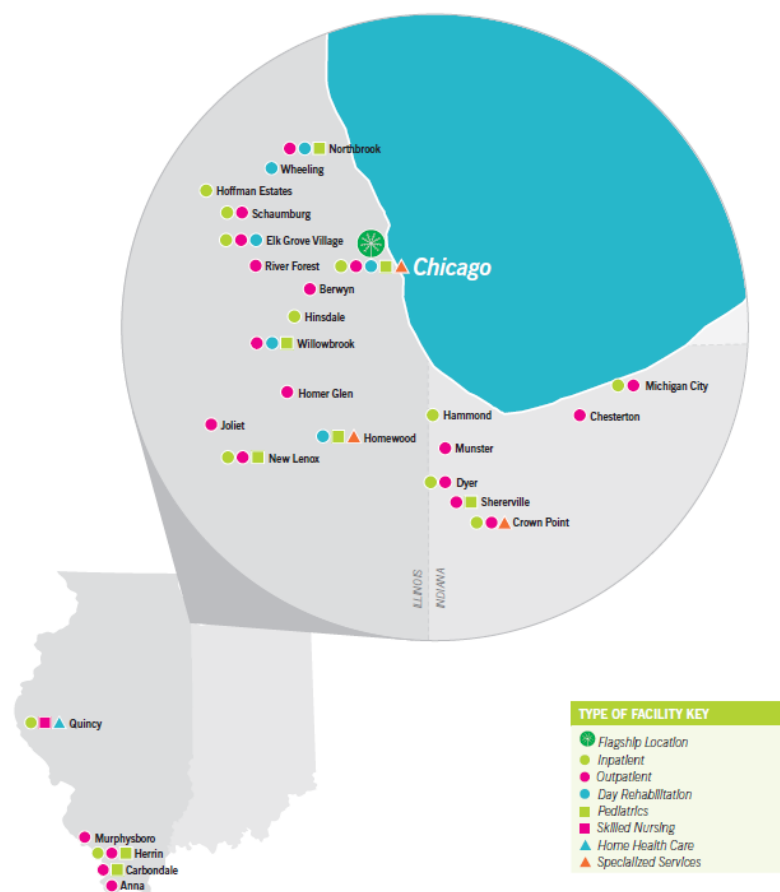 Northbrook
Wheeling
Hoffman Estates
Schaumburg
Elk Grove Village
River Forest
Chicago
Berwyn
Hinsdale
Willowbrook
Michigan City
Homer Glen
Hammond
Chesterton
Joliet
Homewood
Munster
New Lenox
Dyer
Shererville
Crown Point
ILLINOIS
INDIANA
Quincy
TYPE OF FACILITY KEY
Flagship Location
Inpatient
Outpatient
Day Rehabilitation
Pediatrics
Skilled Nursing
Home Health Care
Specialized Services
Murphysboro
Herrin
Carbondale
Anna